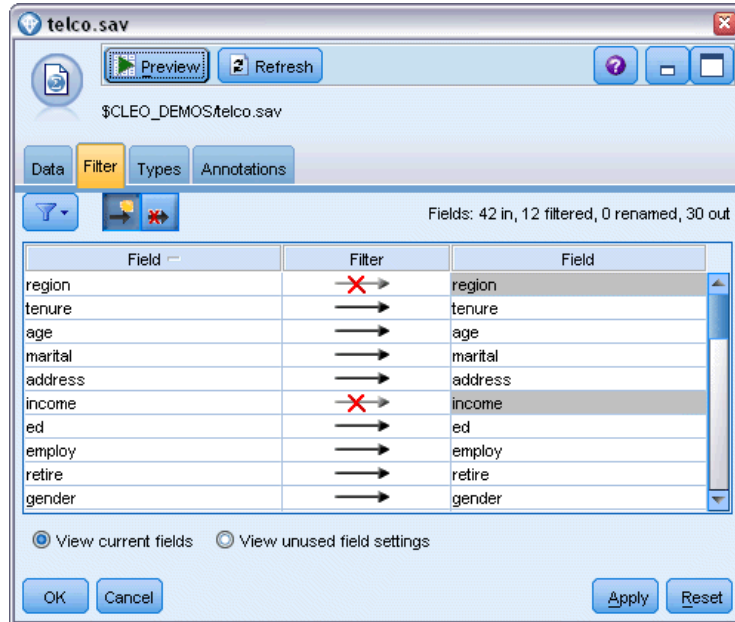 telco.sav
Preview Refresh
$CLEO_DEMOS/telco.sav
Data Filter Types Annotations
Fields: 42 in, 12 filtered, 0 renamed, 30 out
Field Filter Field
region region
tenure tenure
age age
marital marital
address address
income income
ed ed
employ employ
retire retire
gender gender
View current fields View unused field settings
OK Cancel Apply Reset